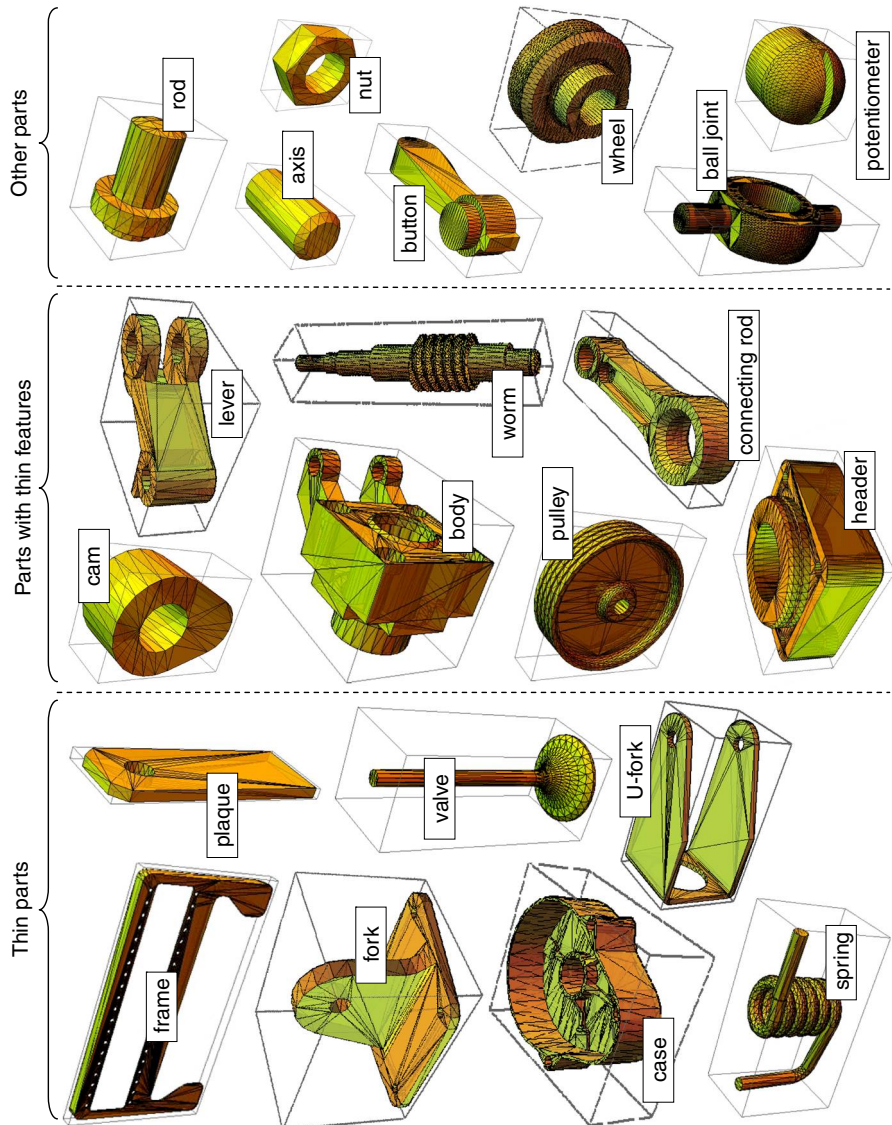 Thin parts
frame
plaque
fork
valve
case
U-fork
spring
Parts with thin features
cam
lever
body
worm
pulley
connecting rod
header
Other parts
rod
axis
nut
button
wheel
ball joint
potentiometer